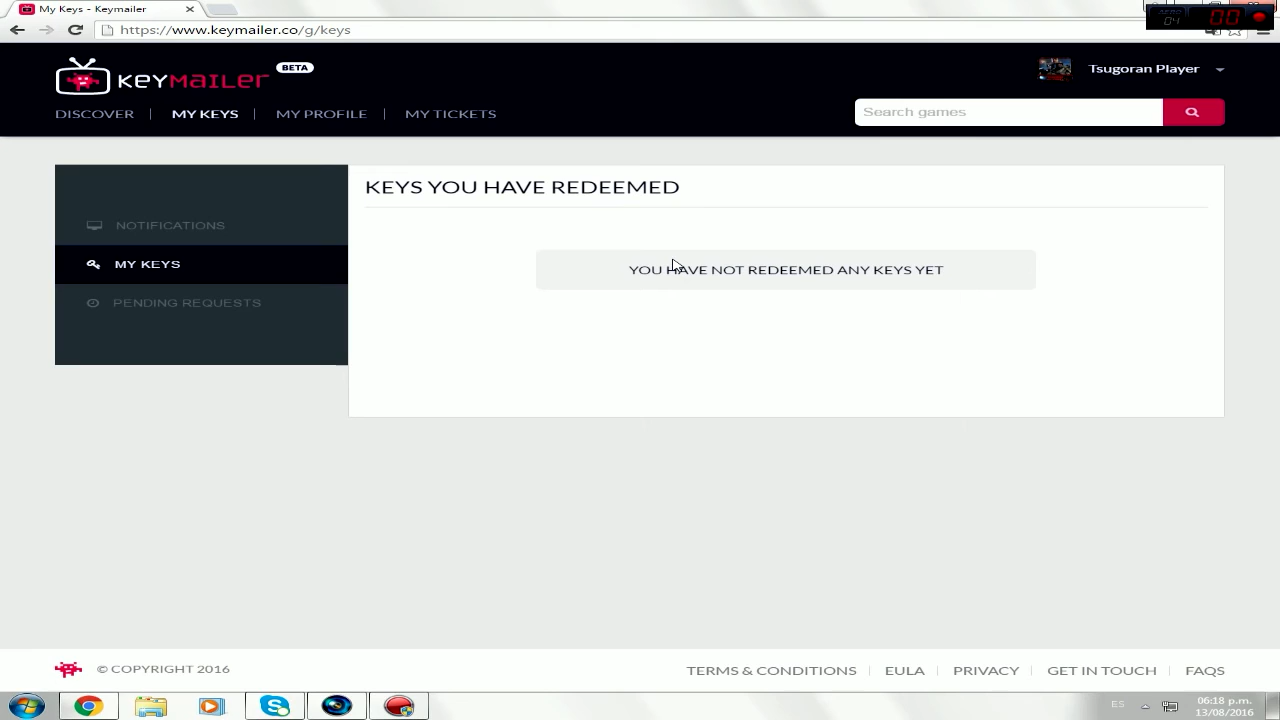 My Keys - Keymailer
https://www.keymailer.co/g/keys
KEYMAILER BETA
Tsugoran Player
DISCOVER
MY KEYS
MY PROFILE
MY TICKETS
Search games
NOTIFICATIONS
MY KEYS
PENDING REQUESTS
KEYS YOU HAVE REDEEMED
YOU HAVE NOT REDEEMED ANY KEYS YET
© COPYRIGHT 2016
TERMS & CONDITIONS
EULA
PRIVACY
GET IN TOUCH
FAQS
ES
06:18 p.m.
13/08/2016